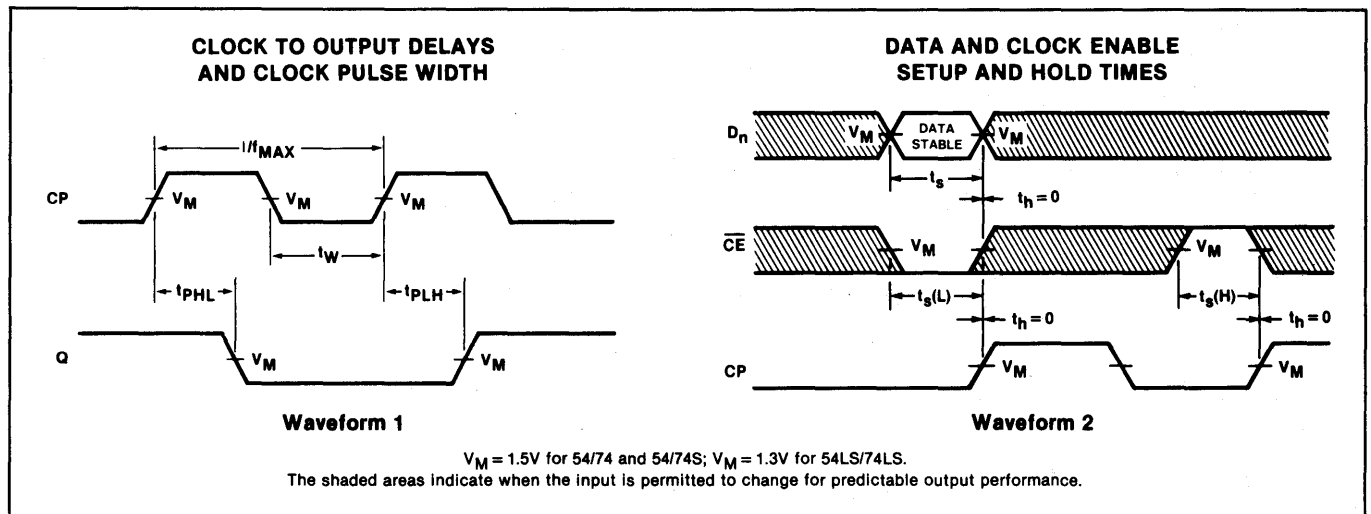 CLOCK TO OUTPUT DELAYS
AND CLOCK PULSE WIDTH
I/fMAX
CP
VM
VM
VM
tW
tPHL
tPLH
Q
VM
VM
Waveform 1
DATA AND CLOCK ENABLE
SETUP AND HOLD TIMES
Dn
VM
DATA
STABLE
VM
ts
th = 0
C̅E̅
VM
VM
ts(L)
ts(H)
th = 0
th = 0
CP
VM
VM
Waveform 2
VM = 1.5V for 54/74 and 54/74S; VM = 1.3V for 54LS/74LS.
The shaded areas indicate when the input is permitted to change for predictable output performance.